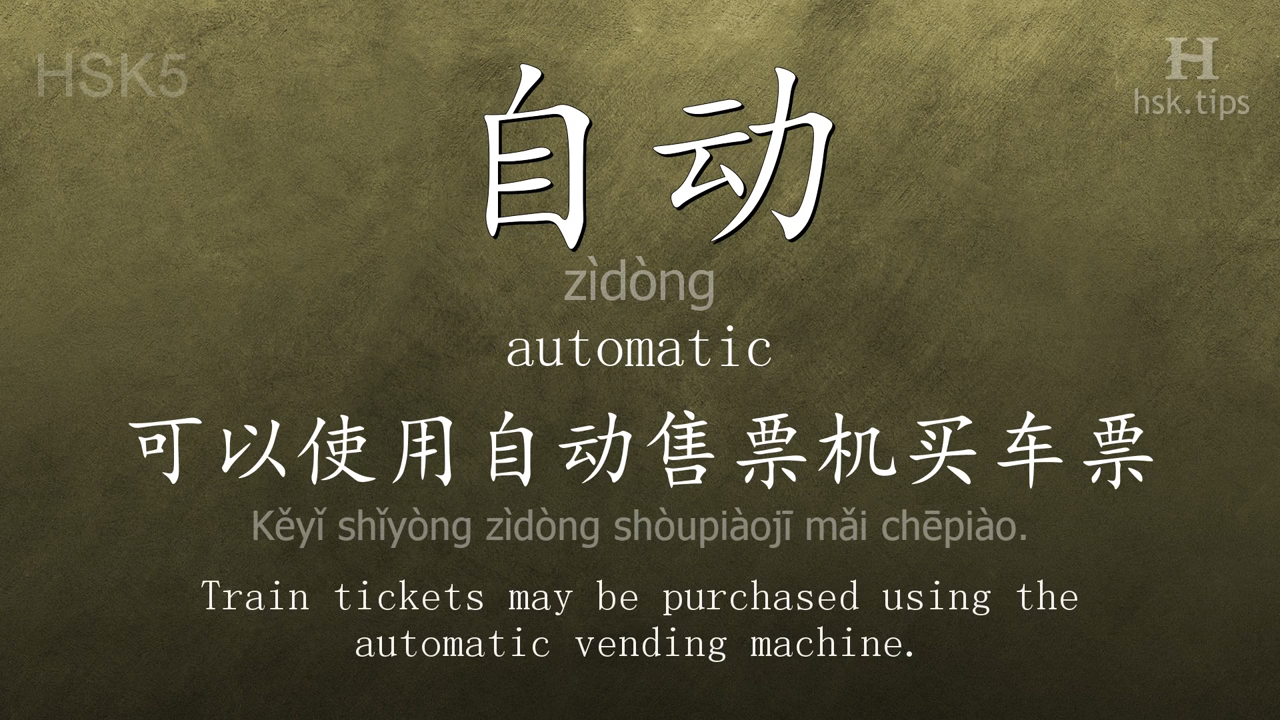 HSK5
H
hsk.tips
自动
zìdòng
automatic
可以使用自动售票机买车票
Kěyǐ shǐyòng zìdòng shòupiàojī mǎi chēpiào.
Train tickets may be purchased using the
automatic vending machine.